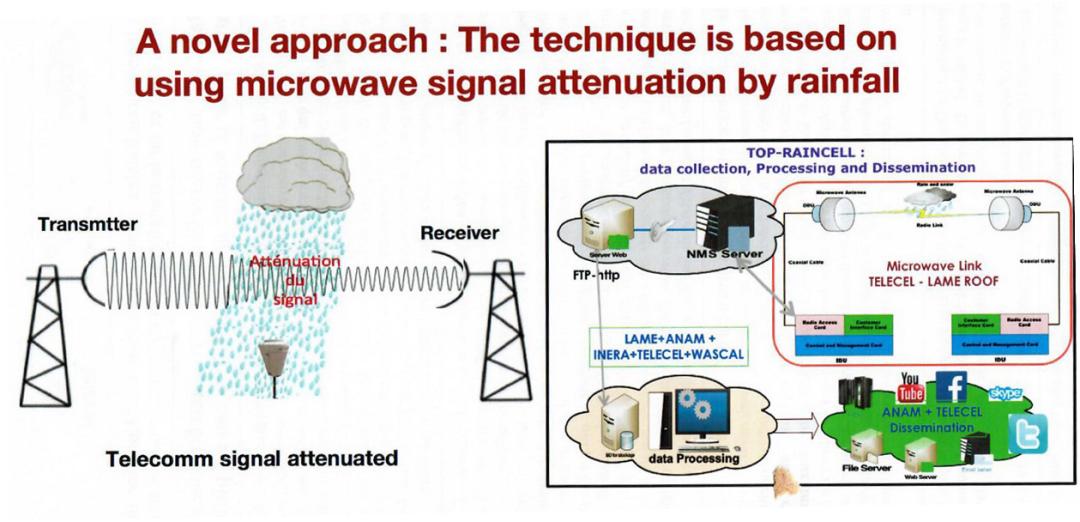 A novel approach : The technique is based on
using microwave signal attenuation by rainfall
Transmtter
Receiver
Atténuation
du
signal
Telecomm signal attenuated
TOP-RAINCELL :
data collection, Processing and Dissemination
Server Web
NMS Server
FTP-http
Microwave Antenna
Rain and snow
Microwave Antenna
ODU
ODU
Radio Link
Coaxial Cable
Coaxial Cable
Microwave Link
TELECEL - LAME ROOF
Radio Access
Card
Customer
Interface Card
Control and Management Card
IDU
Customer
Interface Card
Radio Access
Card
Control and Management Card
IDU
LAME+ANAM +
INERA+TELECEL+WASCAL
data Processing
You
Tube
f
skype
ANAM + TELECEL
Dissemination
File Server
Web Server
Email server